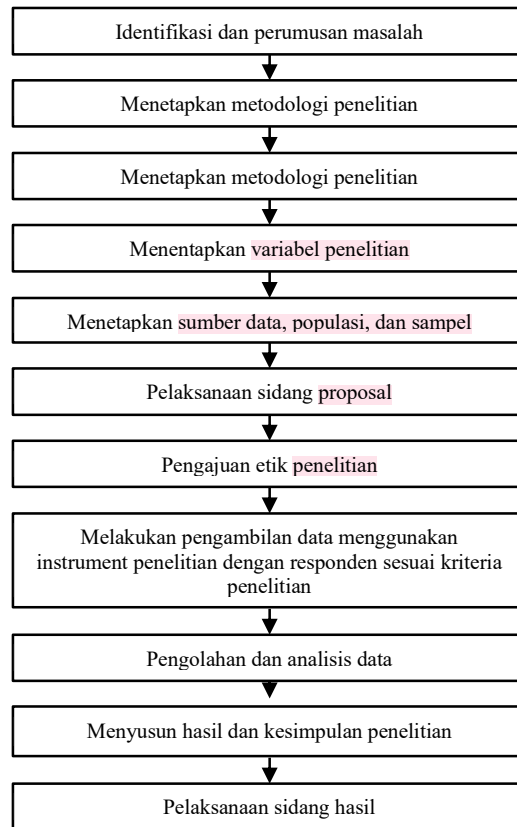 Identifikasi dan perumusan masalah
Menetapkan metodologi penelitian
Menetapkan metodologi penelitian
Menentapkan variabel penelitian
Menetapkan sumber data, populasi, dan sampel
Pelaksanaan sidang proposal
Pengajuan etik penelitian
Melakukan pengambilan data menggunakan
instrument penelitian dengan responden sesuai kriteria
penelitian
Pengolahan dan analisis data
Menyusun hasil dan kesimpulan penelitian
Pelaksanaan sidang hasil